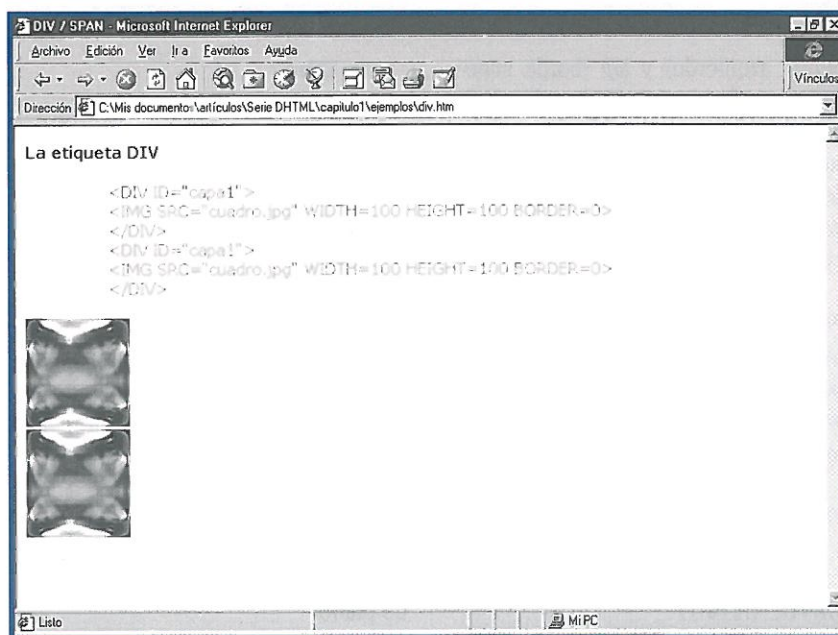 DIV / SPAN - Microsoft Internet Explorer
Archivo Edición Ver Ir a Favoritos Ayuda
Vínculos
Dirección C:\Mis documentos\artículos\Serie DHTML\capitulo1\ejemplos\div.htm
La etiqueta DIV
<DIV ID="capa1">
<IMG SRC="cuadro.jpg" WIDTH=100 HEIGHT=100 BORDER=0>
</DIV>
<DIV ID="capa1">
<IMG SRC="cuadro.jpg" WIDTH=100 HEIGHT=100 BORDER=0>
</DIV>
Listo
Mi PC